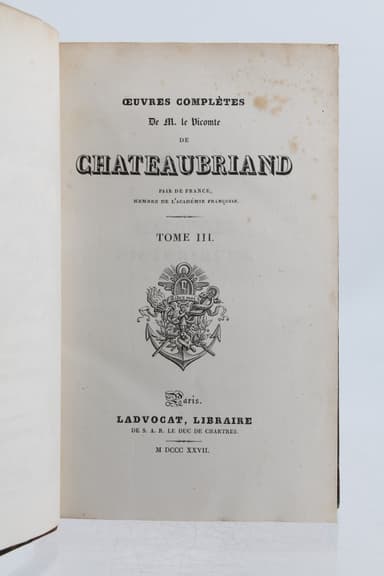 ŒUVRES COMPLÈTES
De M. le Vicomte
DE
CHATEAUBRIAND
PAIR DE FRANCE,
MEMBRE DE L'ACADÉMIE FRANÇOISE.
TOME III.
Paris.
LADVOCAT, LIBRAIRE
DE S. A. R. LE DUC DE CHARTRES.
M DCCC XXVII.